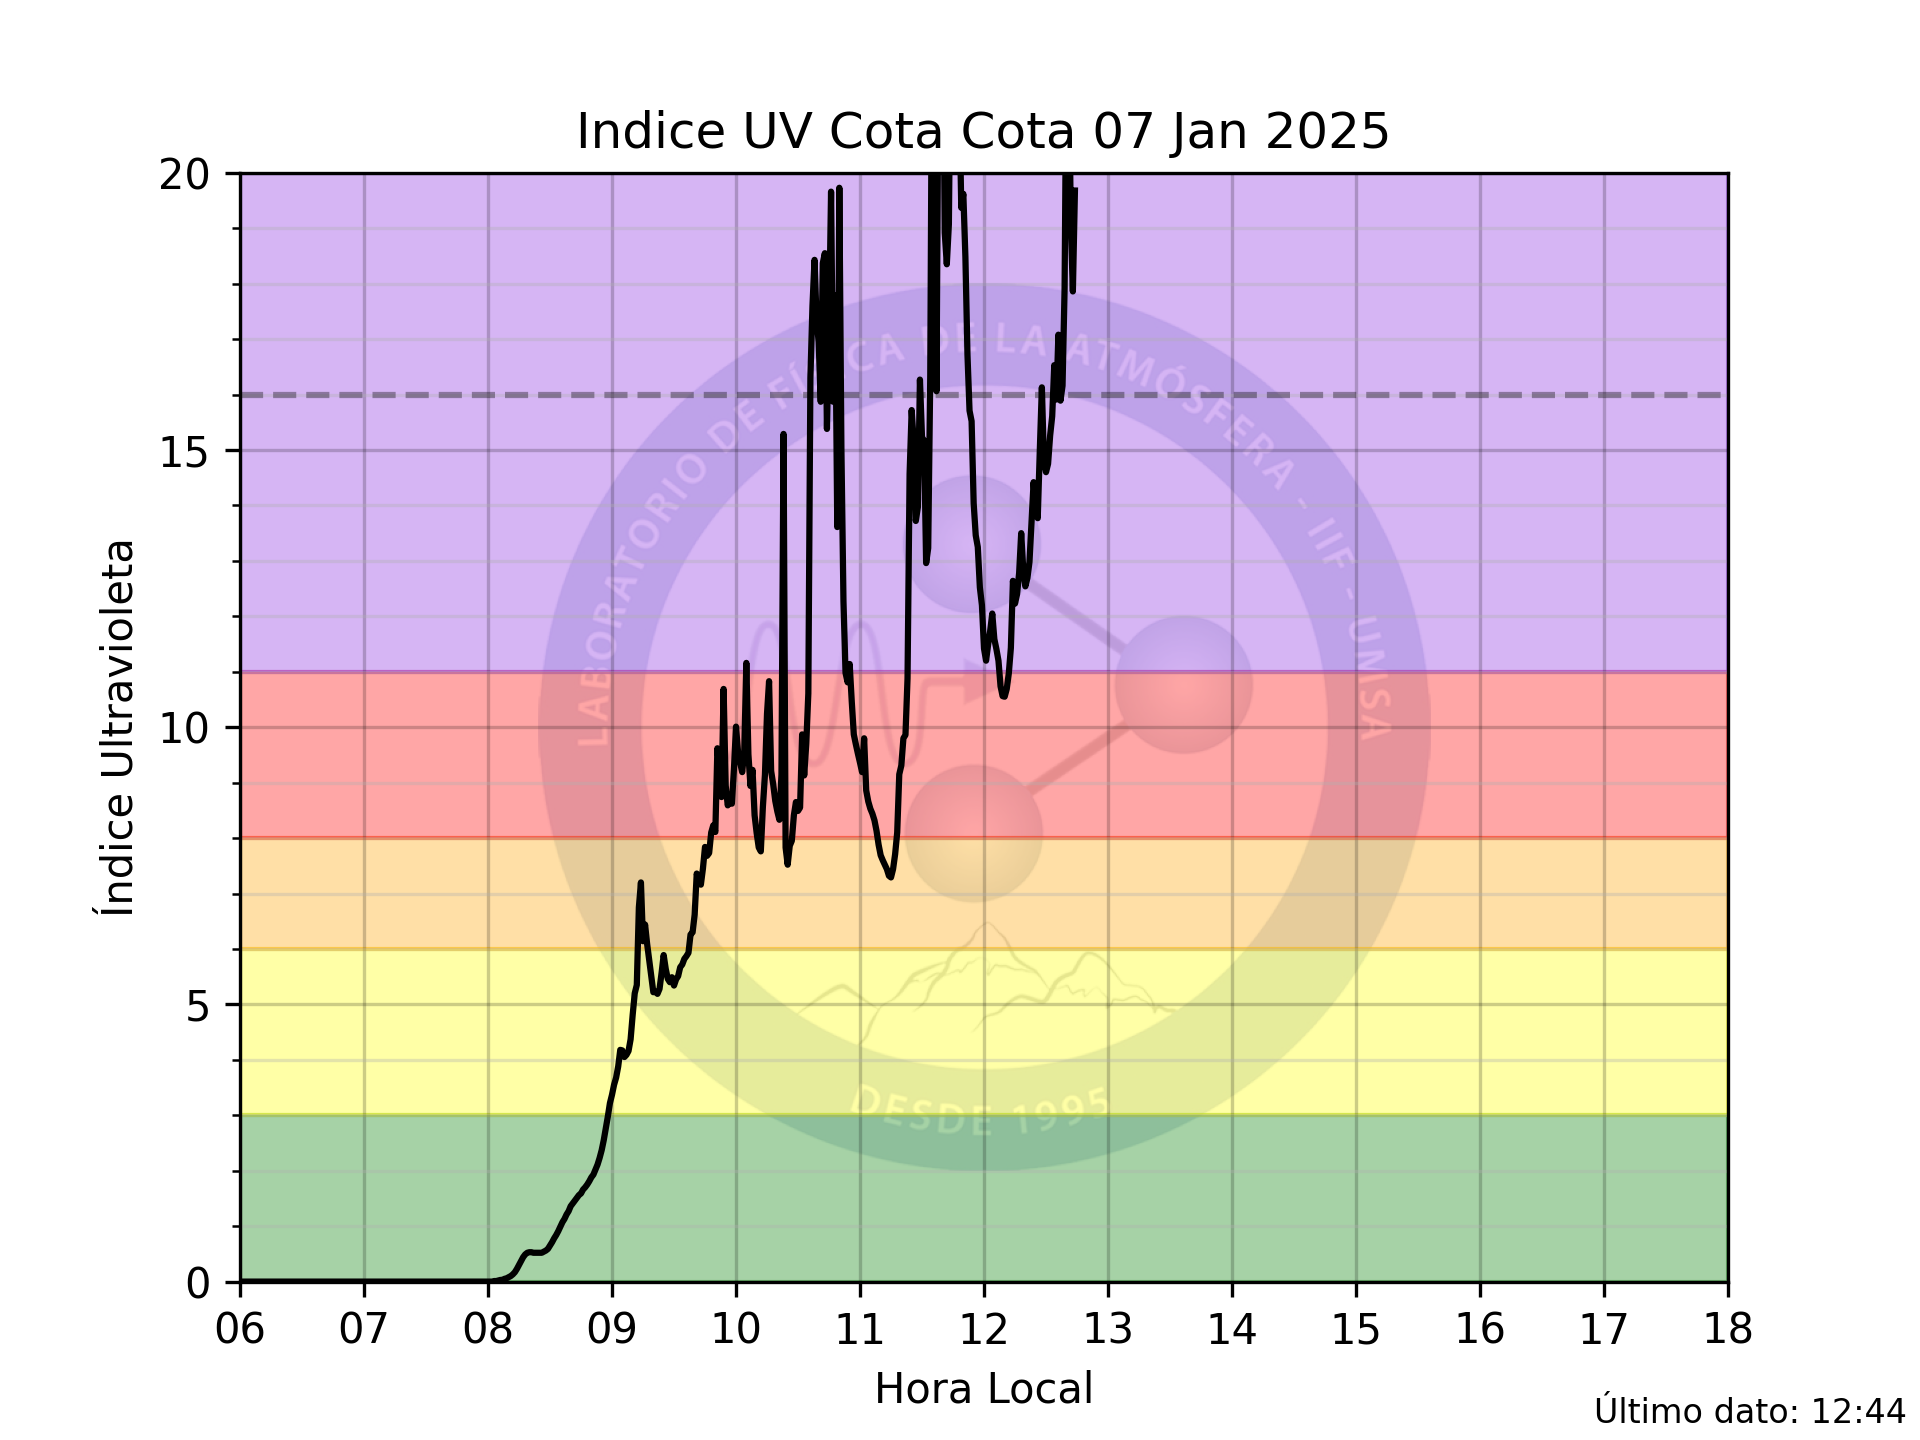 Indice UV Cota Cota 07 Jan 2025
20
15
10
5
0
Índice Ultravioleta
LABORATORIO DE FÍSICA DE LA ATMÓSFERA - IIF - UMSA
DESDE 1995
06 07 08 09 10 11 12 13 14 15 16 17 18
Hora Local
Último dato: 12:44